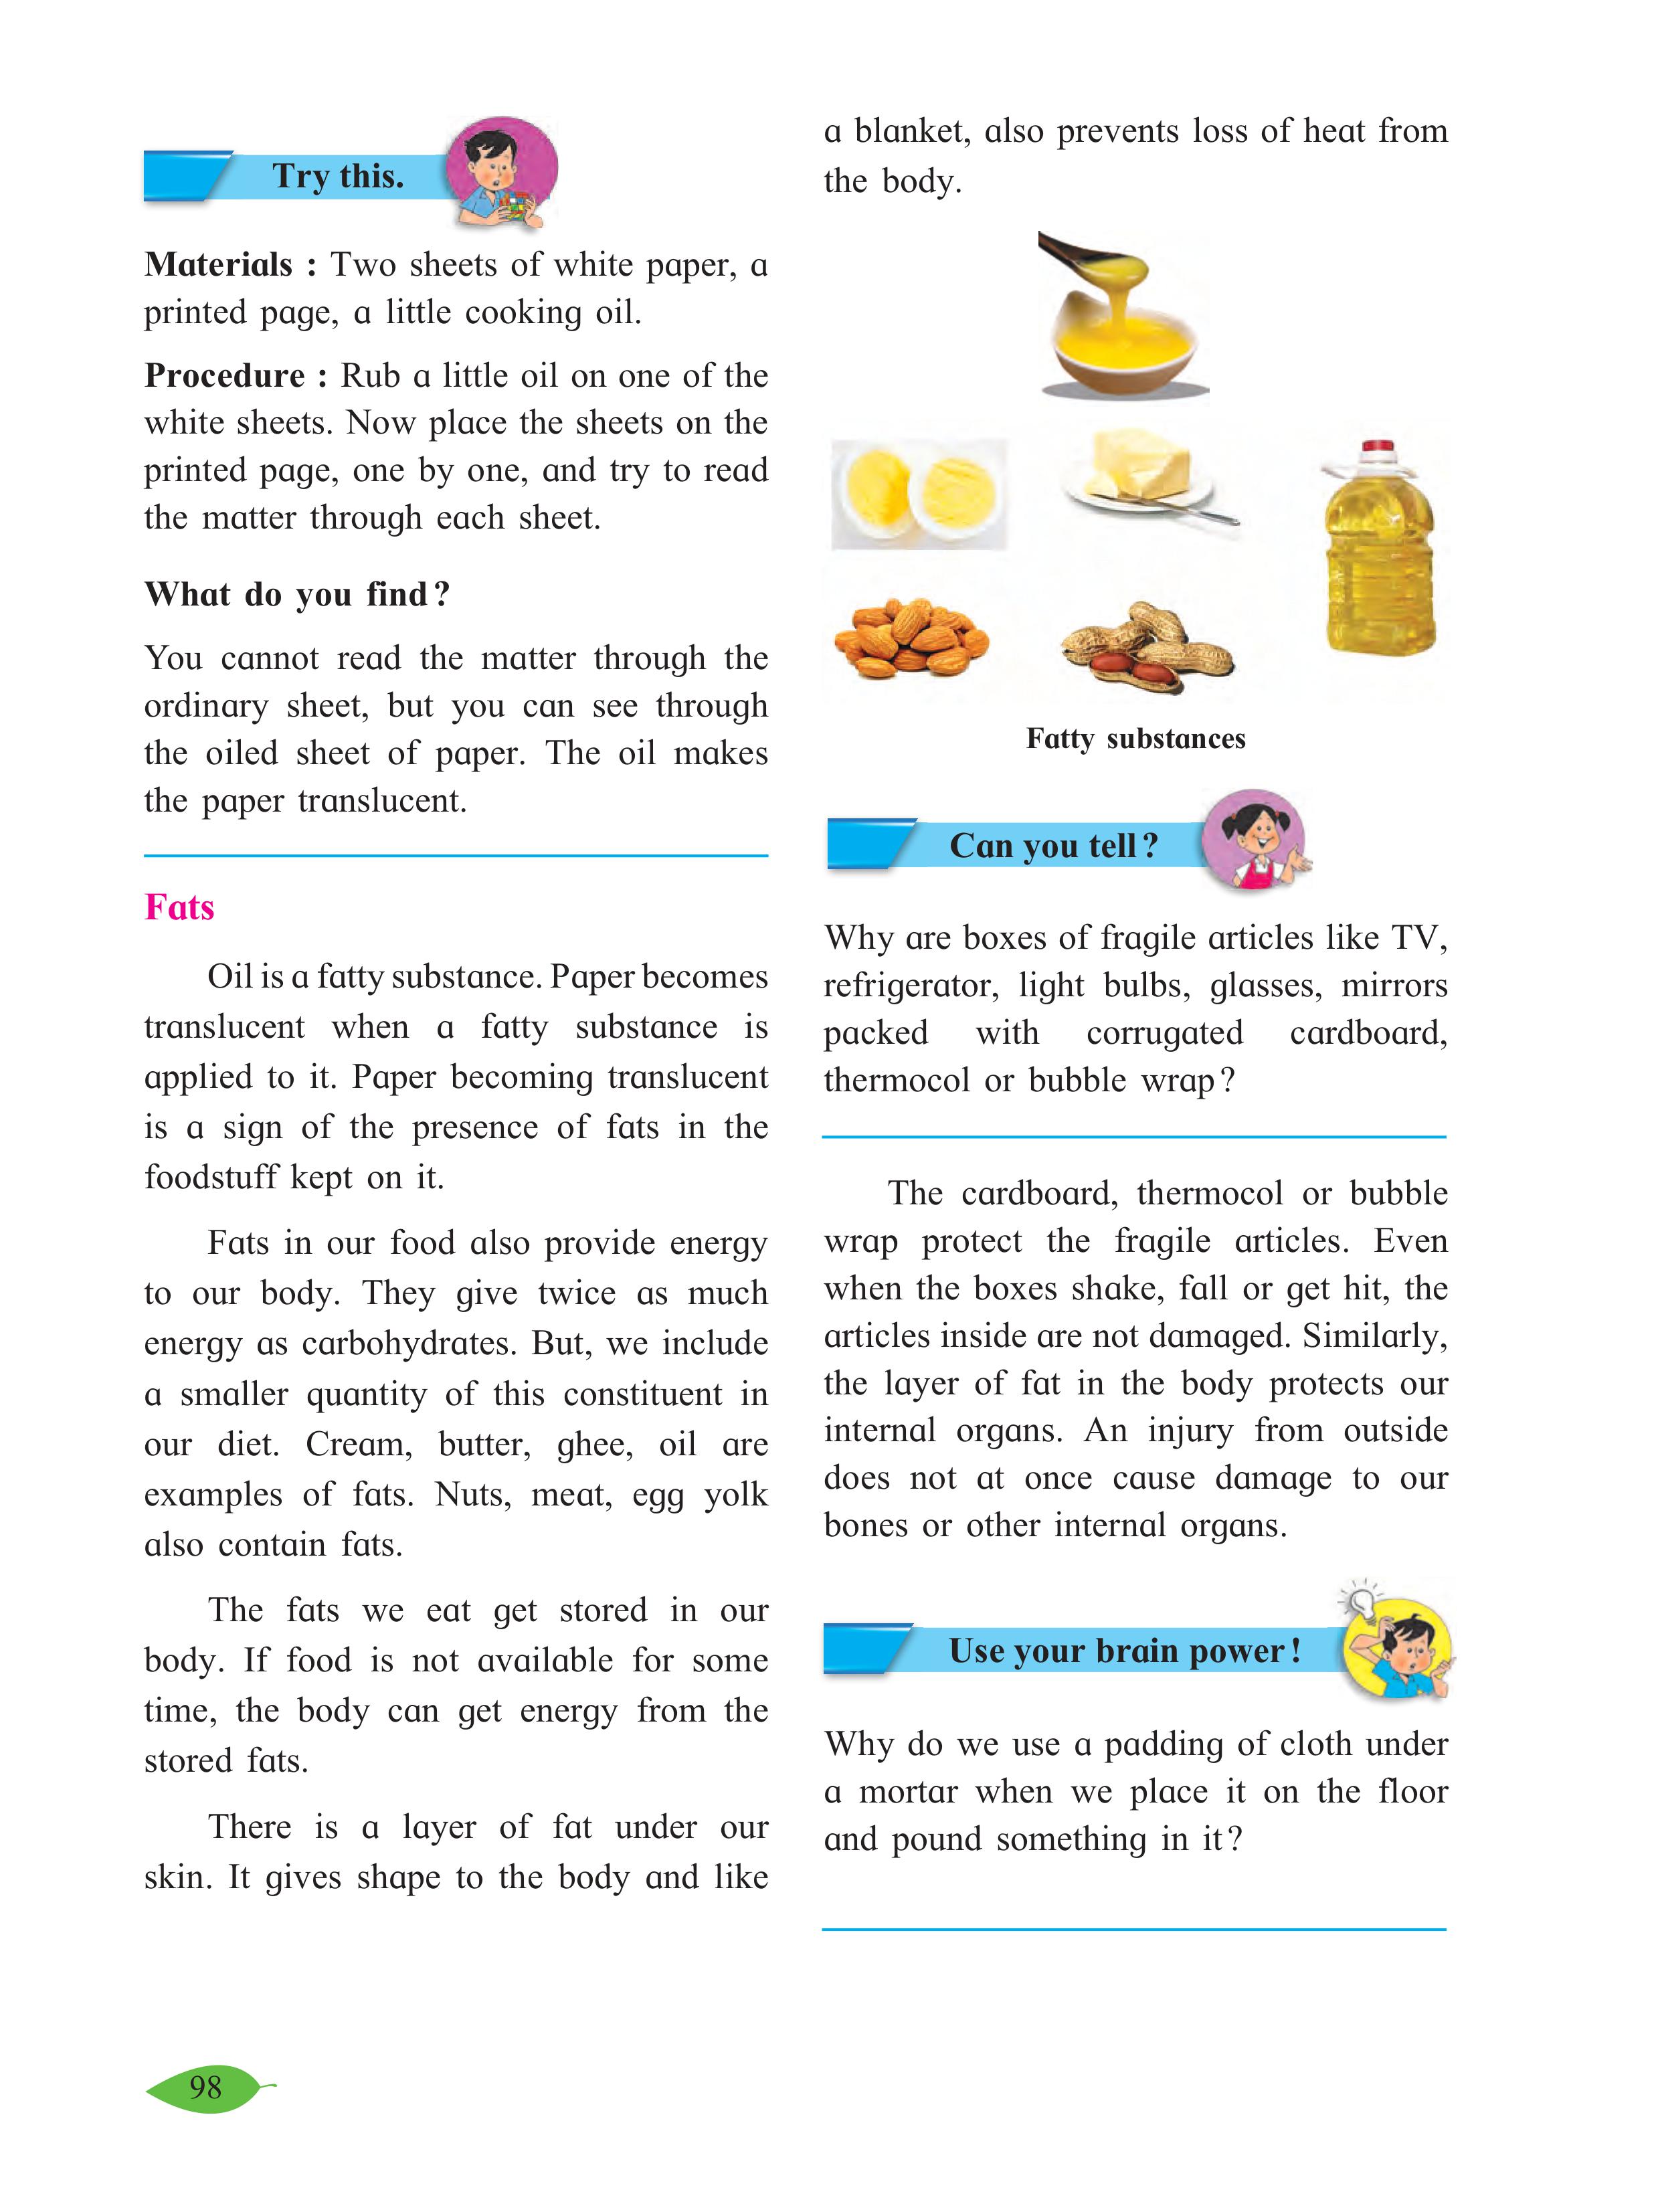 Try this.
Materials : Two sheets of white paper, a
printed page, a little cooking oil.
Procedure : Rub a little oil on one of the
white sheets. Now place the sheets on the
printed page, one by one, and try to read
the matter through each sheet.
What do you find ?
You cannot read the matter through the
ordinary sheet, but you can see through
the oiled sheet of paper. The oil makes
the paper translucent.
Fats
Oil is a fatty substance. Paper becomes
translucent when a fatty substance is
applied to it. Paper becoming translucent
is a sign of the presence of fats in the
foodstuff kept on it.
Fats in our food also provide energy
to our body. They give twice as much
energy as carbohydrates. But, we include
a smaller quantity of this constituent in
our diet. Cream, butter, ghee, oil are
examples of fats. Nuts, meat, egg yolk
also contain fats.
The fats we eat get stored in our
body. If food is not available for some
time, the body can get energy from the
stored fats.
There is a layer of fat under our
skin. It gives shape to the body and like
a blanket, also prevents loss of heat from
the body.
Fatty substances
Can you tell ?
Why are boxes of fragile articles like TV,
refrigerator, light bulbs, glasses, mirrors
packed with corrugated cardboard,
thermocol or bubble wrap ?
The cardboard, thermocol or bubble
wrap protect the fragile articles. Even
when the boxes shake, fall or get hit, the
articles inside are not damaged. Similarly,
the layer of fat in the body protects our
internal organs. An injury from outside
does not at once cause damage to our
bones or other internal organs.
Use your brain power !
Why do we use a padding of cloth under
a mortar when we place it on the floor
and pound something in it ?
98